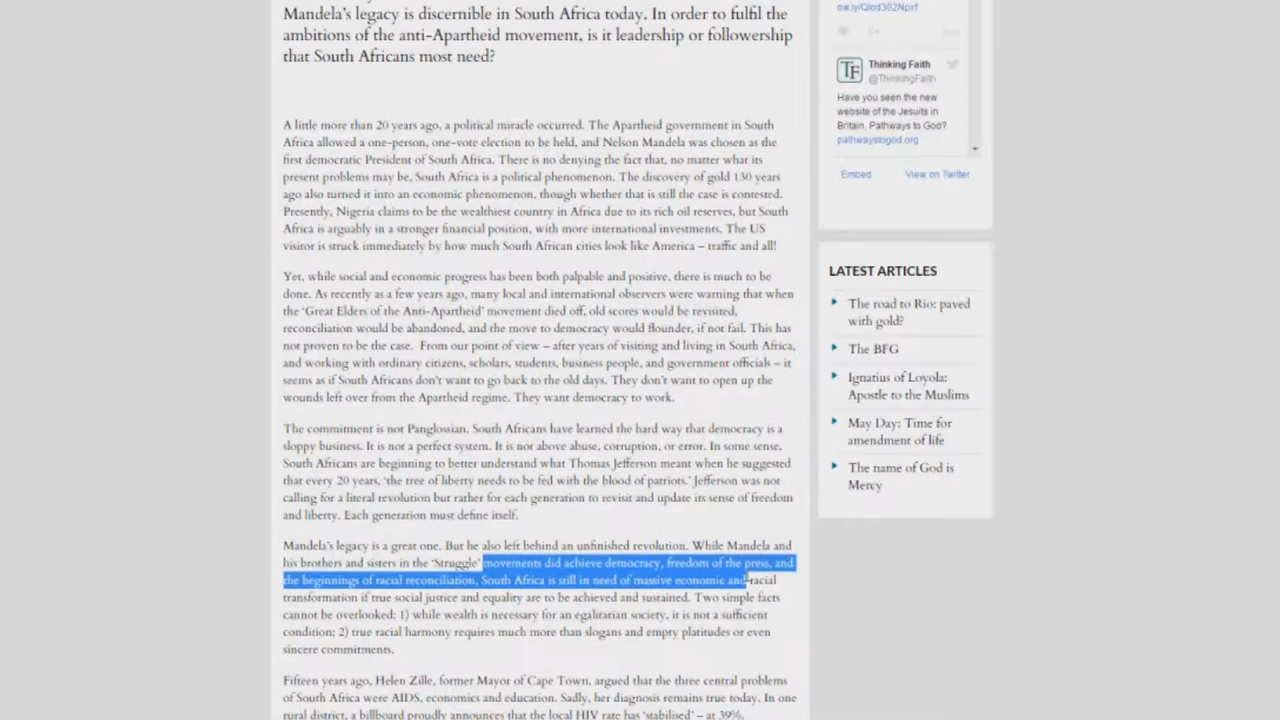 Mandela's legacy is discernible in South Africa today. In order to fulfil the
ambitions of the anti-Apartheid movement, is it leadership or followership
that South Africans most need?
A little more than 20 years ago, a political miracle occurred. The Apartheid government in South
Africa allowed a one-person, one-vote election to be held, and Nelson Mandela was chosen as the
first democratic President of South Africa. There is no denying the fact that, no matter what its
present problems may be, South Africa is a political phenomenon. The discovery of gold 130 years
ago also turned it into an economic phenomenon, though whether that is still the case is contested.
Presently, Nigeria claims to be the wealthiest country in Africa due to its rich oil reserves, but South
Africa is arguably in a stronger financial position, with more international investments. The US
visitor is struck immediately by how much South African cities look like America – traffic and all!
Yet, while social and economic progress has been both palpable and positive, there is much to be
done. As recently as a few years ago, many local and international observers were warning that when
the 'Great Elders of the Anti-Apartheid' movement died off, old scores would be revisited,
reconciliation would be abandoned, and the move to democracy would flounder, if not fail. This has
not proven to be the case. From our point of view – after years of visiting and living in South Africa,
and working with ordinary citizens, scholars, students, business people, and government officials – it
seems as if South Africans don't want to go back to the old days. They don't want to open up the
wounds left over from the Apartheid regime. They want democracy to work.
The commitment is not Panglossian. South Africans have learned the hard way that democracy is a
sloppy business. It is not a perfect system. It is not above abuse, corruption, or error. In some sense,
South Africans are beginning to better understand what Thomas Jefferson meant when he suggested
that every 20 years, 'the tree of liberty needs to be fed with the blood of patriots.' Jefferson was not
calling for a literal revolution but rather for each generation to revisit and update its sense of freedom
and liberty. Each generation must define itself.
Mandela's legacy is a great one. But he also left behind an unfinished revolution. While Mandela and
his brothers and sisters in the 'Struggle' movements did achieve democracy, freedom of the press, and
the beginnings of racial reconciliation, South Africa is still in need of massive economic and racial
transformation if true social justice and equality are to be achieved and sustained. Two simple facts
cannot be overlooked: 1) while wealth is necessary for an egalitarian society, it is not a sufficient
condition; 2) true racial harmony requires much more than slogans and empty platitudes or even
sincere commitments.
Fifteen years ago, Helen Zille, former Mayor of Cape Town, argued that the three central problems
of South Africa were AIDS, economics and education. Sadly, her diagnosis remains true today. In one
rural district, a billboard proudly announces that the local HIV rate has 'stabilised' – at 39%.
ow.ly/Qlod302Npxf
TF
Thinking Faith
@ThinkingFaith
Have you seen the new
website of the Jesuits in
Britain, Pathways to God?
pathwaystogod.org
Embed
View on Twitter
LATEST ARTICLES
The road to Rio: paved
with gold?
The BFG
Ignatius of Loyola:
Apostle to the Muslims
May Day: Time for
amendment of life
The name of God is
Mercy